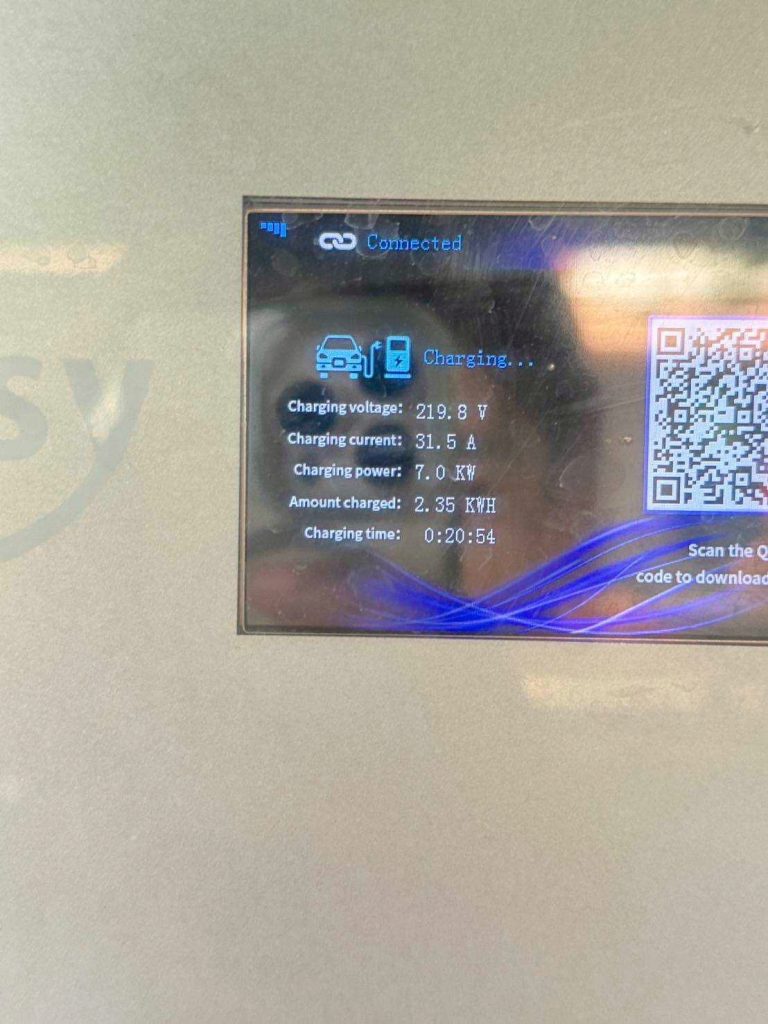 Connected
Charging...
Charging voltage: 219.8 V
Charging current: 31.5 A
Charging power: 7.0 KW
Amount charged: 2.35 KWH
Charging time: 0:20:54
Scan the Q
code to download
sy